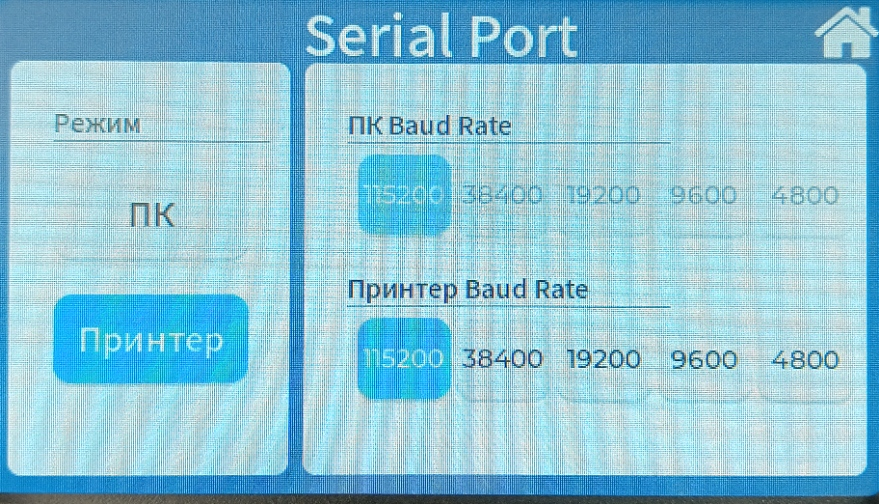 Serial Port
Режим
ПК
Принтер
ПК Baud Rate
115200 38400 19200 9600 4800
Принтер Baud Rate
115200 38400 19200 9600 4800